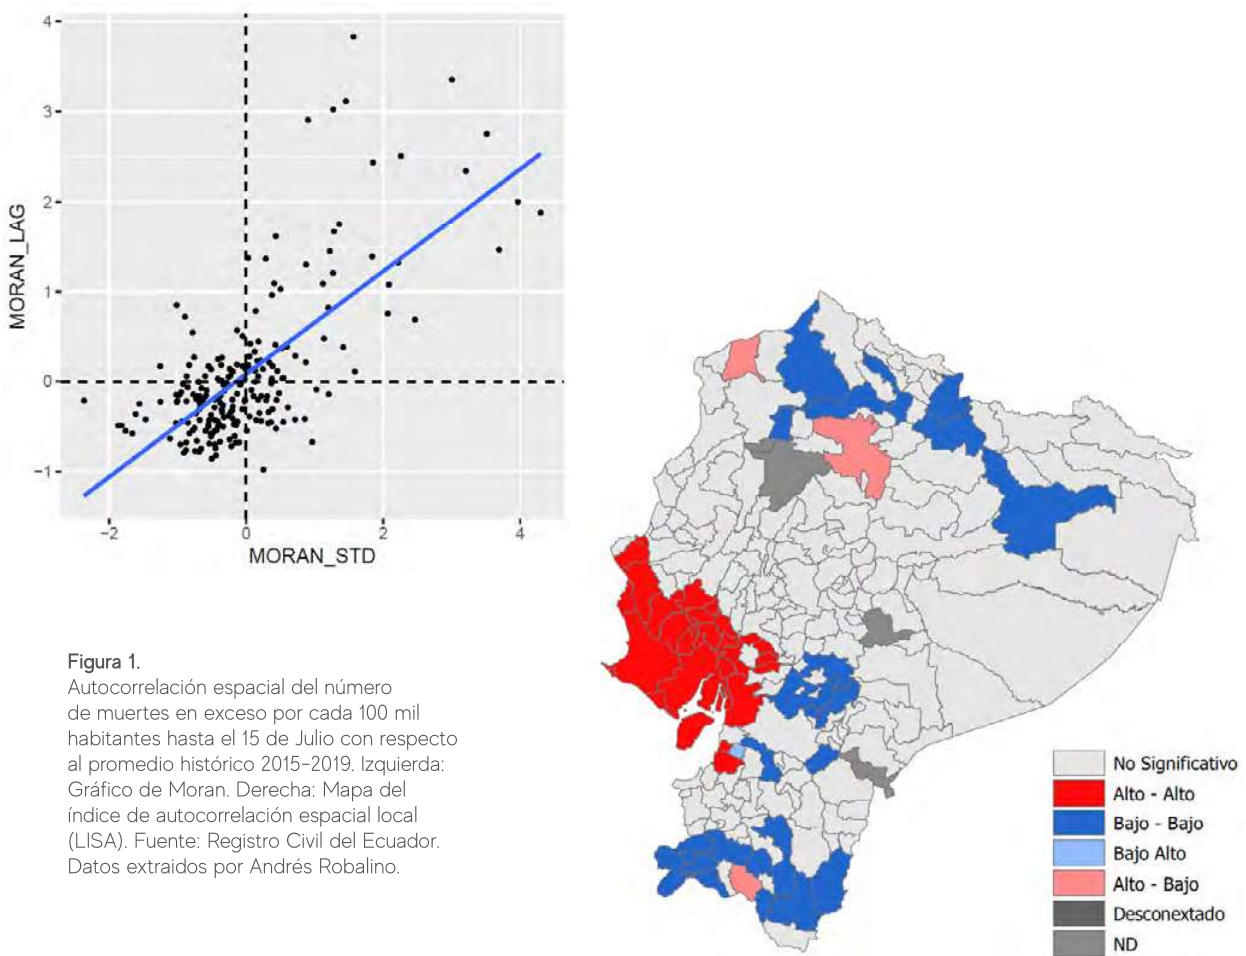 4
3
2
1
0
−1
MORAN_LAG
−2
0
2
4
MORAN_STD
Figura 1.
Autocorrelación espacial del número
de muertes en exceso por cada 100 mil
habitantes hasta el 15 de Julio con respecto
al promedio histórico 2015-2019. Izquierda:
Gráfico de Moran. Derecha: Mapa del
índice de autocorrelación espacial local
(LISA). Fuente: Registro Civil del Ecuador.
Datos extraidos por Andrés Robalino.
No Significativo
Alto - Alto
Bajo - Bajo
Bajo Alto
Alto - Bajo
Desconextado
ND